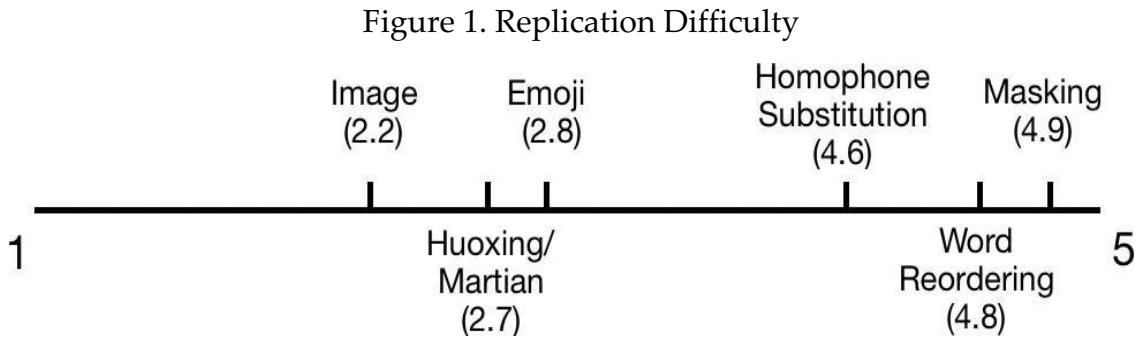 Figure 1. Replication Difficulty
Image
(2.2)
Emoji
(2.8)
Homophone
Substitution
(4.6)
Masking
(4.9)
1
5
Huoxing/
Martian
(2.7)
Word
Reordering
(4.8)